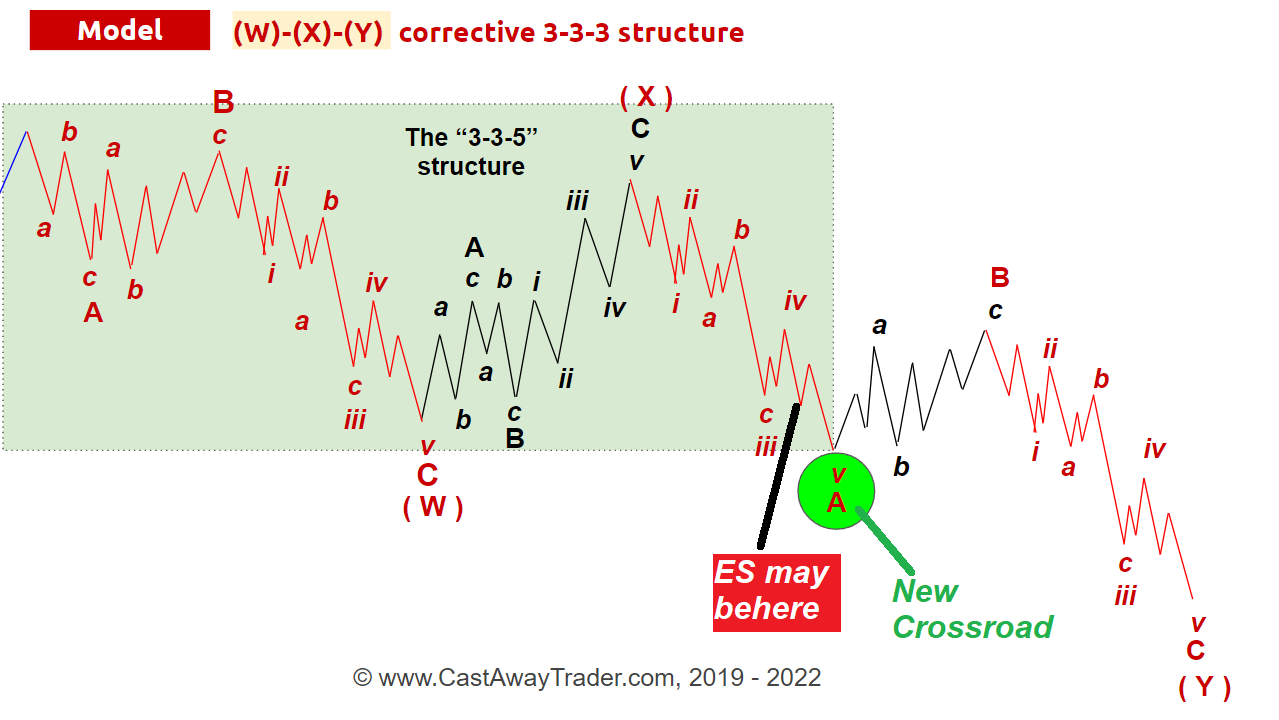 Model
(W)-(X)-(Y) corrective 3-3-3 structure
( X )
B
C
The “3-3-5”
structure
b
a
c
v
ii
b
iii
ii
b
a
c
A
b
i
a
iv
A
c
b
i
a
a
b
c
B
ii
iv
i
a
iv
c
iii
v
C
( W )
c
iii
v
A
a
b
B
c
ii
i
a
b
iv
c
iii
v
C
( Y )
ES may
behere
New
Crossroad
© www.CastAwayTrader.com, 2019 - 2022